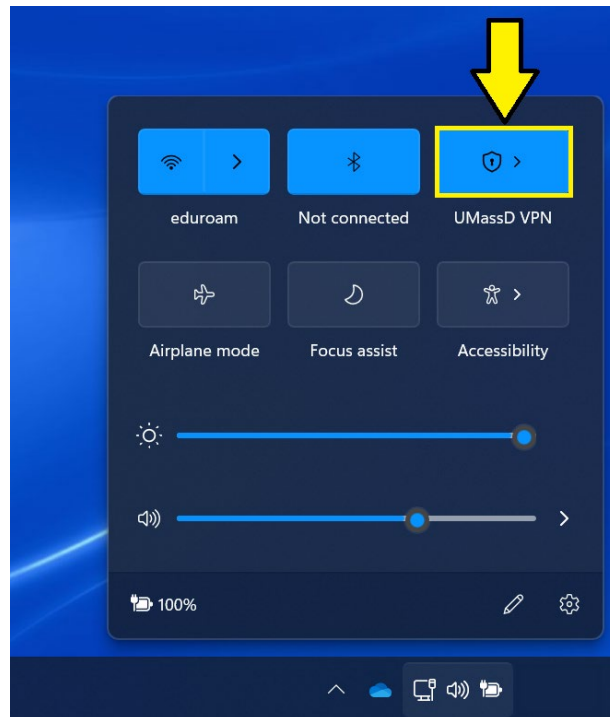 eduroam
Not connected
UMassD VPN
Airplane mode
Focus assist
Accessibility
100%